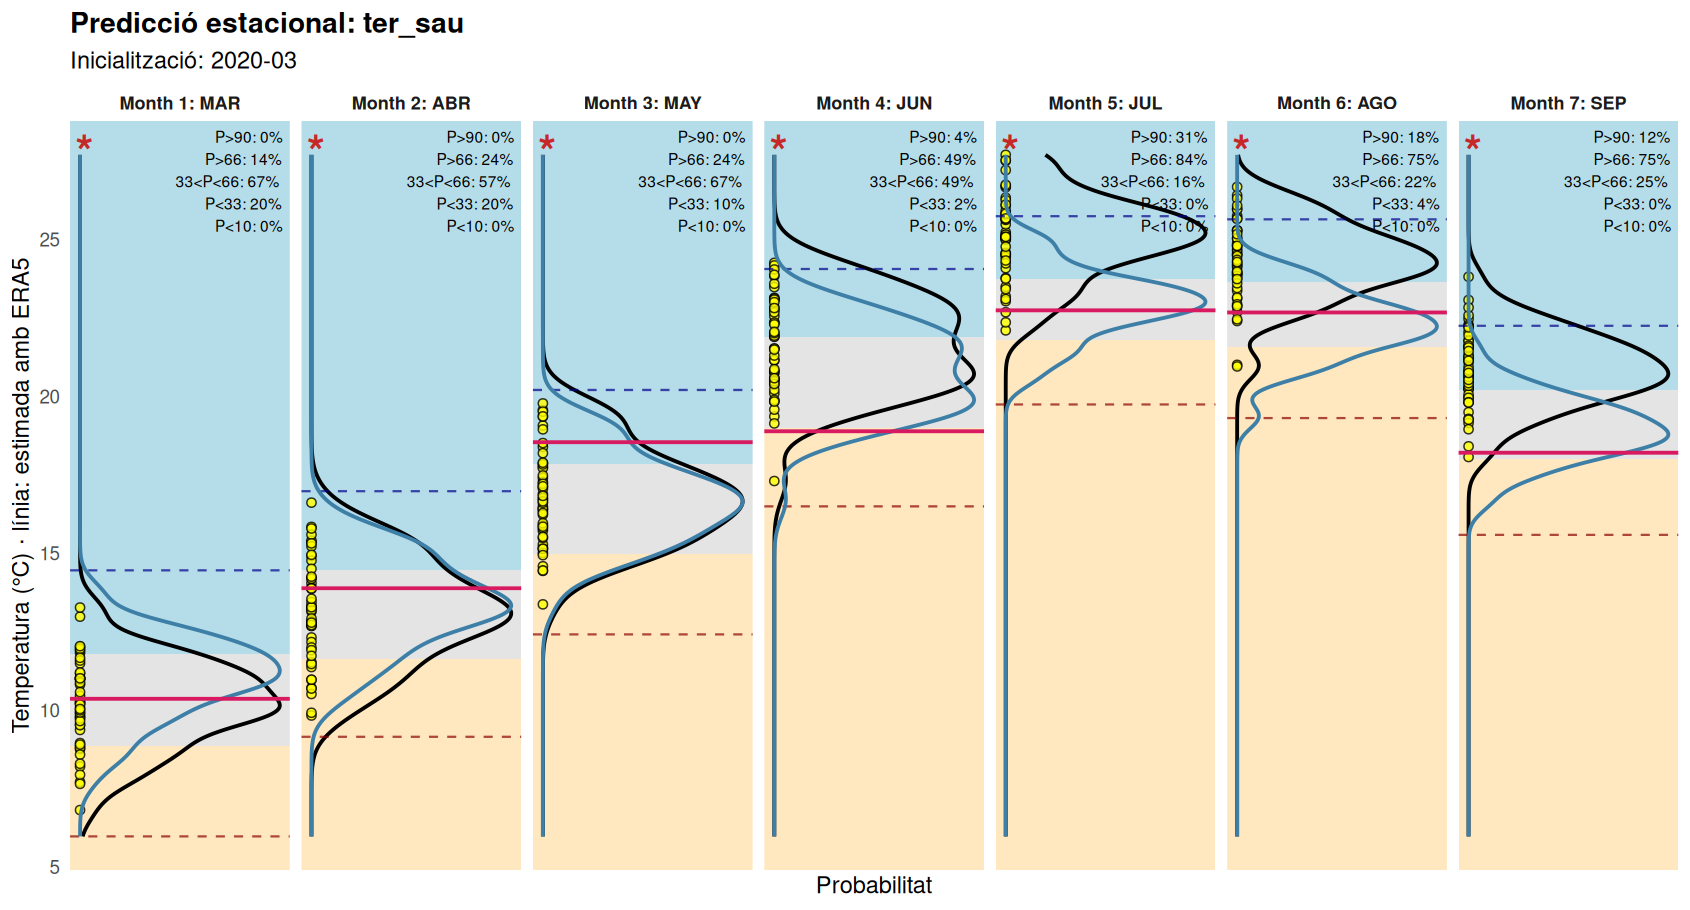 Predicció estacional: ter_sau
Inicialització: 2020-03
Month 1: MAR
Month 2: ABR
Month 3: MAY
Month 4: JUN
Month 5: JUL
Month 6: AGO
Month 7: SEP
*
P>90: 0%
P>66: 14%
33<P<66: 67%
P<33: 20%
P<10: 0%
*
P>90: 0%
P>66: 24%
33<P<66: 57%
P<33: 20%
P<10: 0%
*
P>90: 0%
P>66: 24%
33<P<66: 67%
P<33: 10%
P<10: 0%
*
P>90: 4%
P>66: 49%
33<P<66: 49%
P<33: 2%
P<10: 0%
*
P>90: 31%
P>66: 84%
33<P<66: 16%
P<33: 0%
P<10: 0%
*
P>90: 18%
P>66: 75%
33<P<66: 22%
P<33: 4%
P<10: 0%
*
P>90: 12%
P>66: 75%
33<P<66: 25%
P<33: 0%
P<10: 0%
25
20
15
10
5
Temperatura (°C) · línia: estimada amb ERA5
Probabilitat